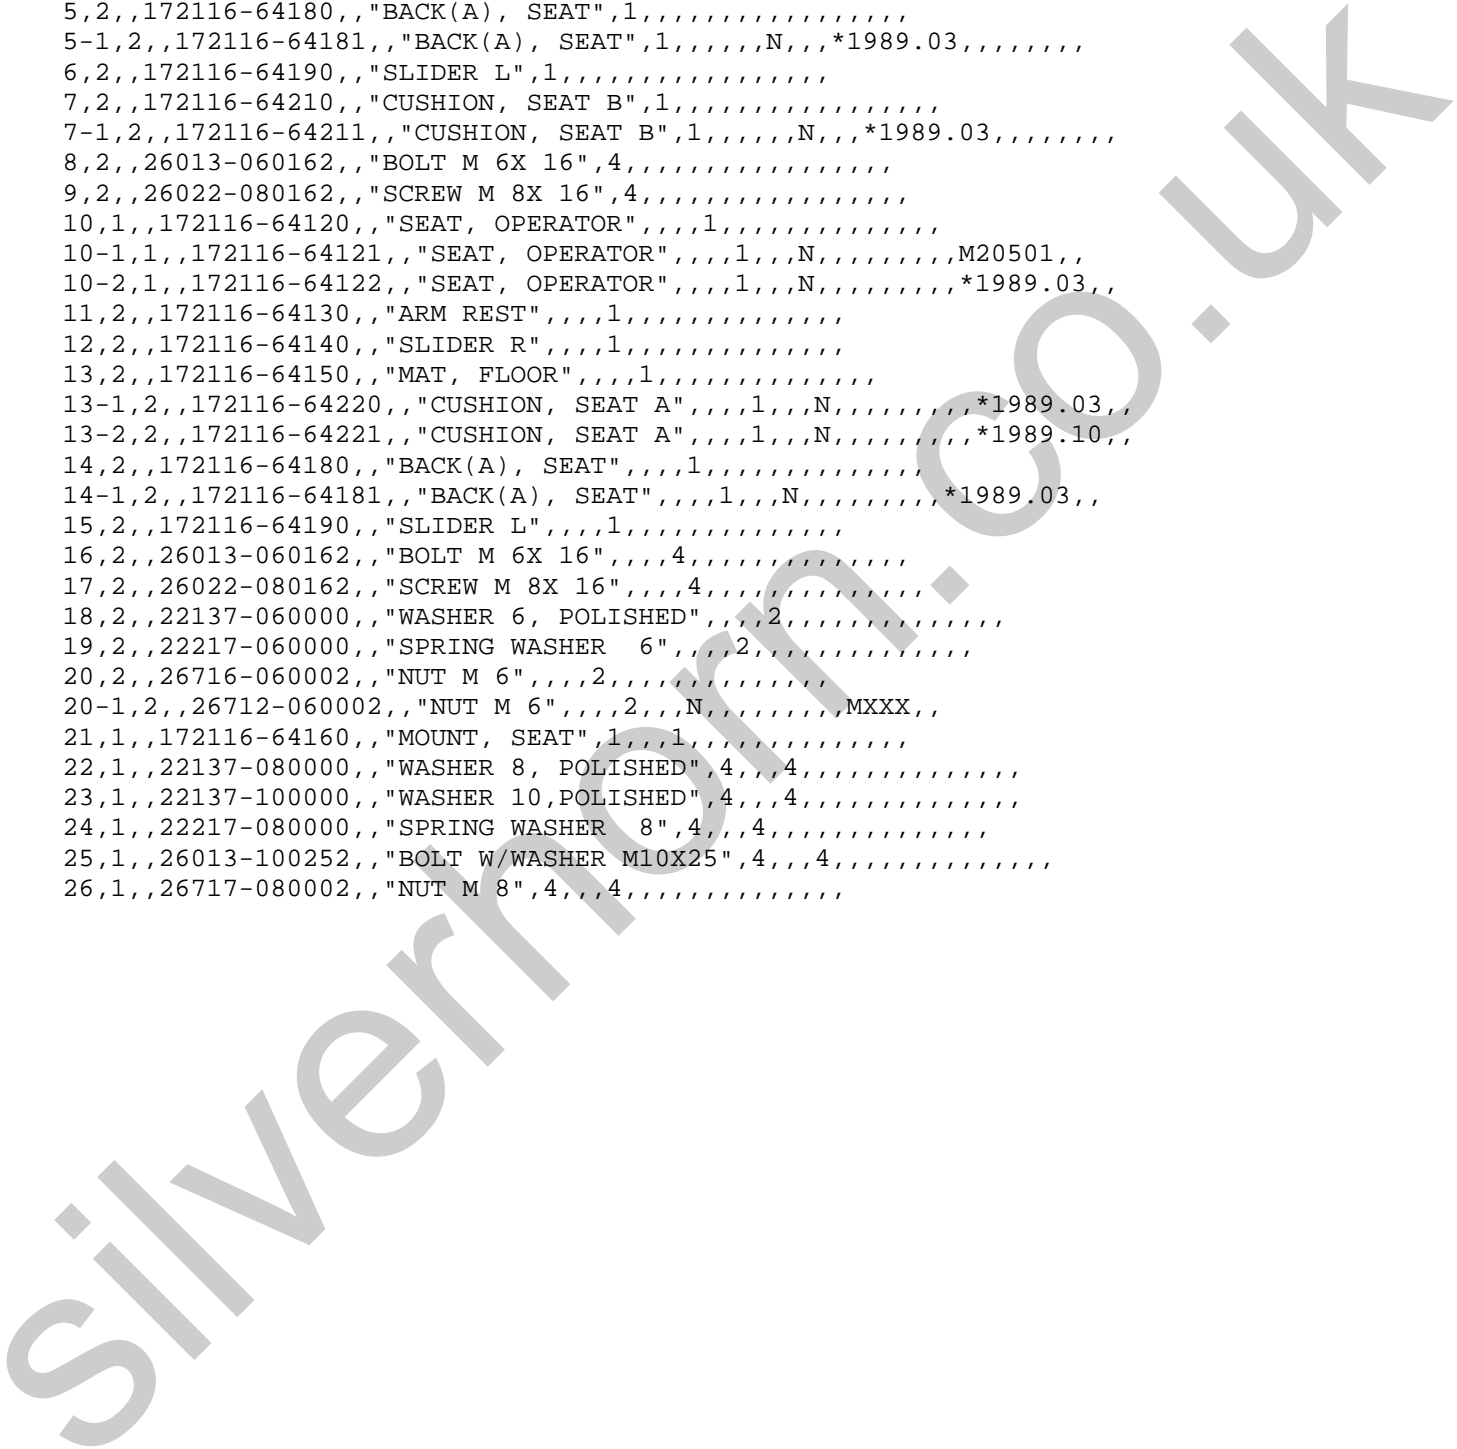 5,2,,172116-64180,,"BACK(A), SEAT",1,,,,,,,,,,,,,,,,,
5-1,2,,172116-64181,,"BACK(A), SEAT",1,,,,,,N,,,*1989.03,,,,,,,,
6,2,,172116-64190,,"SLIDER L",1,,,,,,,,,,,,,,,,,
7,2,,172116-64210,,"CUSHION, SEAT B",1,,,,,,,,,,,,,,,,,
7-1,2,,172116-64211,,"CUSHION, SEAT B",1,,,,,,N,,,*1989.03,,,,,,,,
8,2,,26013-060162,,"BOLT M 6X 16",4,,,,,,,,,,,,,,,,,
9,2,,26022-080162,,"SCREW M 8X 16",4,,,,,,,,,,,,,,,,,
10,1,,172116-64120,,"SEAT, OPERATOR",,,,1,,,,,,,,,,,,,,
10-1,1,,172116-64121,,"SEAT, OPERATOR",,,,1,,,N,,,,,,,,,M20501,,
10-2,1,,172116-64122,,"SEAT, OPERATOR",,,,1,,,N,,,,,,,,,*1989.03,,
11,2,,172116-64130,,"ARM REST",,,,1,,,,,,,,,,,,,,
12,2,,172116-64140,,"SLIDER R",,,,1,,,,,,,,,,,,,,
13,2,,172116-64150,,"MAT, FLOOR",,,,1,,,,,,,,,,,,,,
13-1,2,,172116-64220,,"CUSHION, SEAT A",,,,1,,,N,,,,,,,,,*1989.03,,
13-2,2,,172116-64221,,"CUSHION, SEAT A",,,,1,,,N,,,,,,,,,*1989.10,,
14,2,,172116-64180,,"BACK(A), SEAT",,,,1,,,,,,,,,,,,,,
14-1,2,,172116-64181,,"BACK(A), SEAT",,,,1,,,N,,,,,,,,,*1989.03,,
15,2,,172116-64190,,"SLIDER L",,,,1,,,,,,,,,,,,,,
16,2,,26013-060162,,"BOLT M 6X 16",,,,4,,,,,,,,,,,,,,
17,2,,26022-080162,,"SCREW M 8X 16",,,,4,,,,,,,,,,,,,,
18,2,,22137-060000,,"WASHER 6, POLISHED",,,,2,,,,,,,,,,,,,,
19,2,,22217-060000,,"SPRING WASHER  6",,,,2,,,,,,,,,,,,,,
20,2,,26716-060002,,"NUT M 6",,,,2,,,,,,,,,,,,,,
20-1,2,,26712-060002,,"NUT M 6",,,,2,,,N,,,,,,,,,MXXX,,
21,1,,172116-64160,,"MOUNT, SEAT",1,,,1,,,,,,,,,,,,,,
22,1,,22137-080000,,"WASHER 8, POLISHED",4,,,4,,,,,,,,,,,,,,
23,1,,22137-100000,,"WASHER 10,POLISHED",4,,,4,,,,,,,,,,,,,,
24,1,,22217-080000,,"SPRING WASHER  8",4,,,4,,,,,,,,,,,,,,
25,1,,26013-100252,,"BOLT W/WASHER M10X25",4,,,4,,,,,,,,,,,,,,
26,1,,26717-080002,,"NUT M 8",4,,,4,,,,,,,,,,,,,,
silverhorn.co.uk